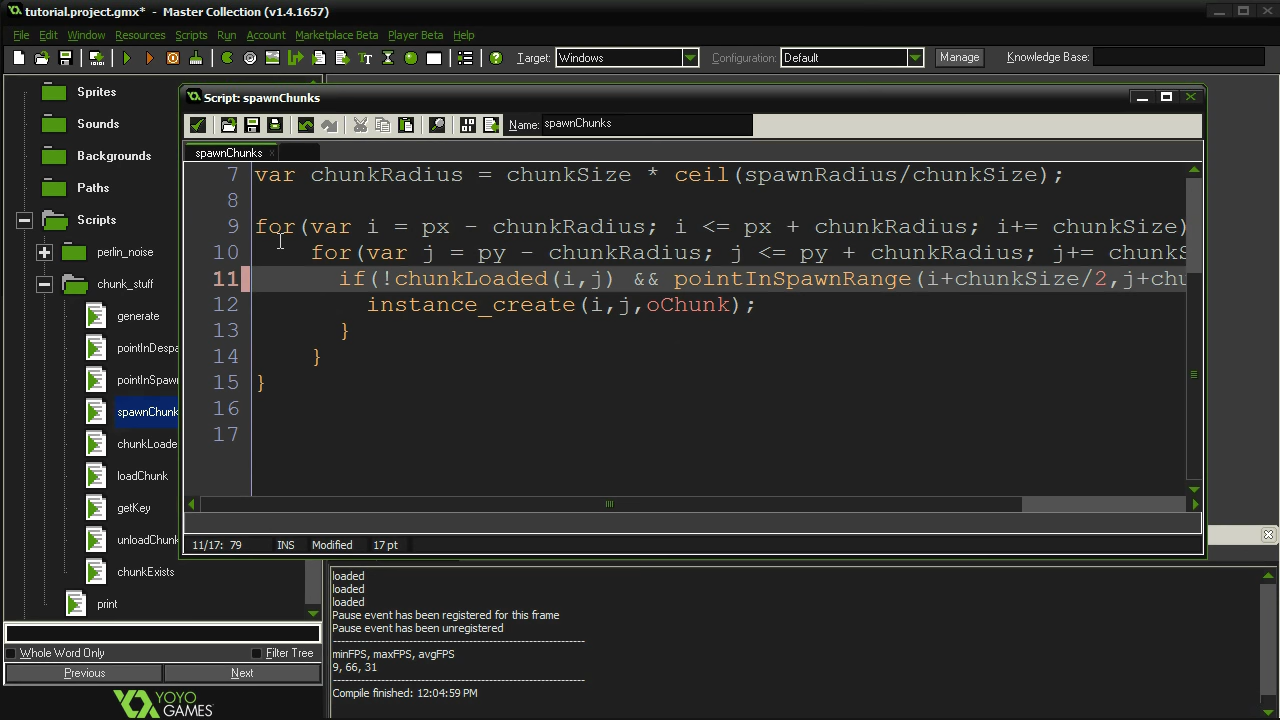 tutorial.project.gmx* - Master Collection (v1.4.1657)
File Edit Window Resources Scripts Run Account Marketplace Beta Player Beta Help
Target: Windows Configuration: Default Manage Knowledge Base:
Sprites
Sounds
Backgrounds
Paths
Scripts
perlin_noise
chunk_stuff
generate
pointInDespa
pointInSpawn
spawnChunk
chunkLoade
loadChunk
getKey
unloadChunk
chunkExists
print
Whole Word Only Filter Tree
Previous Next
YOYO
GAMES
Script: spawnChunks
Name: spawnChunks
spawnChunks
7 var chunkRadius = chunkSize * ceil(spawnRadius/chunkSize);
8
9 for(var i = px - chunkRadius; i <= px + chunkRadius; i+= chunkSize)
10 for(var j = py - chunkRadius; j <= py + chunkRadius; j+= chunkS
11 if(!chunkLoaded(i,j) && pointInSpawnRange(i+chunkSize/2,j+chu
12 instance_create(i,j,oChunk);
13 }
14 }
15 }
16
17
11/17: 79 INS Modified 17 pt
loaded
loaded
loaded
Pause event has been registered for this frame
Pause event has been unregistered
minFPS, maxFPS, avgFPS
9, 66, 31
Compile finished: 12:04:59 PM